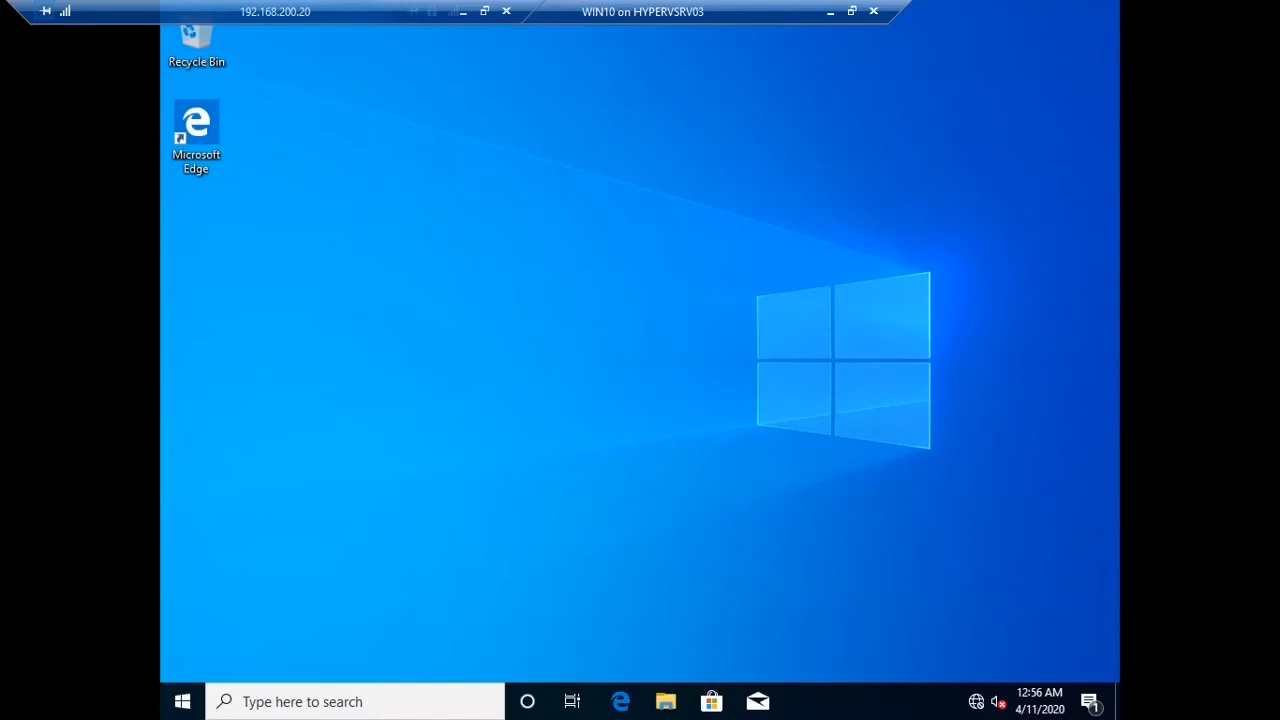 192.168.200.20
WIN10 on HYPERVSRV03
Recycle Bin
Microsoft
Edge
Type here to search
12:56 AM
4/11/2020
1